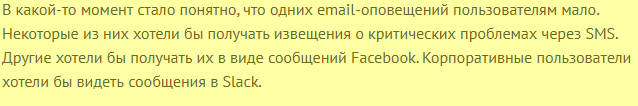 В какой-то момент стало понятно, что одних email-оповещений пользователям мало.
Некоторые из них хотели бы получать извещения о критических проблемах через SMS.
Другие хотели бы получать их в виде сообщений Facebook. Корпоративные пользователи
хотели бы видеть сообщения в Slack.